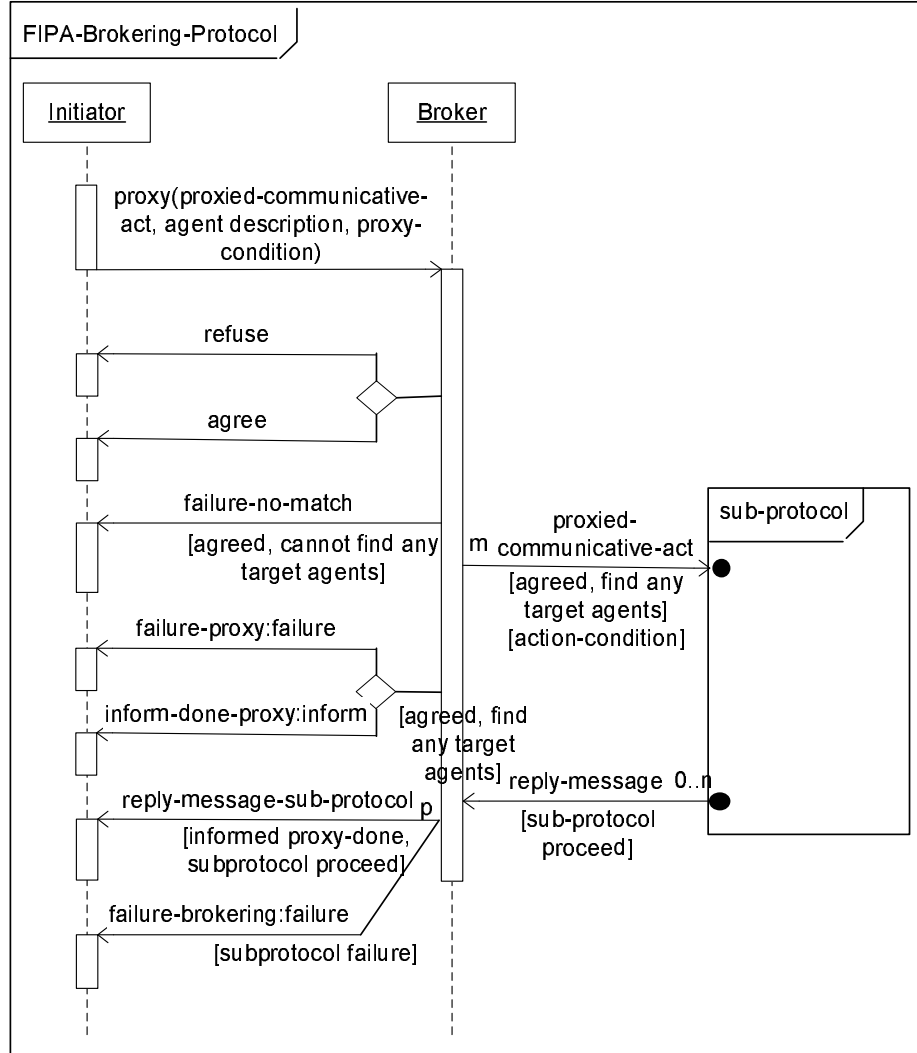 FIPA-Brokering-Protocol
Initiator
Broker
proxy(proxied-communicative-
act, agent description, proxy-
condition)
refuse
agree
failure-no-match
[agreed, cannot find any
target agents]
m
proxied-
communicative-act
[agreed, find any
target agents]
[action-condition]
sub-protocol
failure-proxy:failure
inform-done-proxy:inform
[agreed, find
any target
agents]
reply-message 0..n
[sub-protocol
proceed]
reply-message-sub-protocol
p
[informed proxy-done,
subprotocol proceed]
failure-brokering:failure
[subprotocol failure]